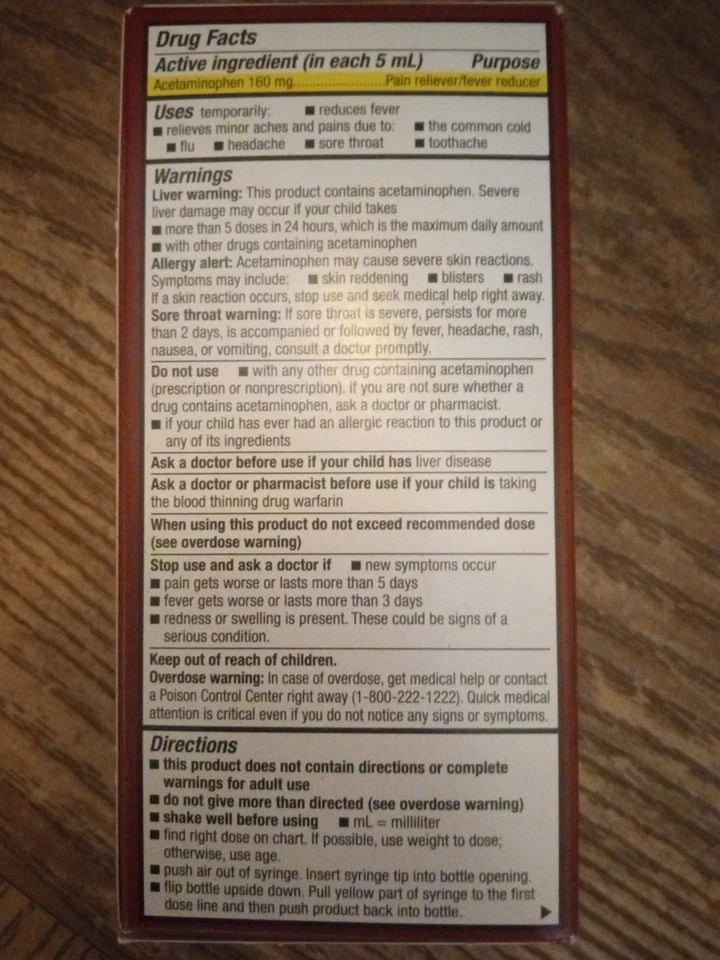 Drug Facts
Active ingredient (in each 5 mL) Purpose
Acetaminophen 160 mg........................Pain reliever/fever reducer
Uses temporarily: ■ reduces fever
■ relieves minor aches and pains due to: ■ the common cold
■ flu ■ headache ■ sore throat ■ toothache
Warnings
Liver warning: This product contains acetaminophen. Severe
liver damage may occur if your child takes
■ more than 5 doses in 24 hours, which is the maximum daily amount
■ with other drugs containing acetaminophen
Allergy alert: Acetaminophen may cause severe skin reactions.
Symptoms may include: ■ skin reddening ■ blisters ■ rash
If a skin reaction occurs, stop use and seek medical help right away.
Sore throat warning: If sore throat is severe, persists for more
than 2 days, is accompanied or followed by fever, headache, rash,
nausea, or vomiting, consult a doctor promptly.
Do not use ■ with any other drug containing acetaminophen
(prescription or nonprescription). If you are not sure whether a
drug contains acetaminophen, ask a doctor or pharmacist.
■ if your child has ever had an allergic reaction to this product or
any of its ingredients
Ask a doctor before use if your child has liver disease
Ask a doctor or pharmacist before use if your child is taking
the blood thinning drug warfarin
When using this product do not exceed recommended dose
(see overdose warning)
Stop use and ask a doctor if ■ new symptoms occur
■ pain gets worse or lasts more than 5 days
■ fever gets worse or lasts more than 3 days
■ redness or swelling is present. These could be signs of a
serious condition.
Keep out of reach of children.
Overdose warning: In case of overdose, get medical help or contact
a Poison Control Center right away (1-800-222-1222). Quick medical
attention is critical even if you do not notice any signs or symptoms.
Directions
■ this product does not contain directions or complete
warnings for adult use
■ do not give more than directed (see overdose warning)
■ shake well before using ■ mL = milliliter
■ find right dose on chart. If possible, use weight to dose;
otherwise, use age.
■ push air out of syringe. Insert syringe tip into bottle opening.
■ flip bottle upside down. Pull yellow part of syringe to the first
dose line and then push product back into bottle. ▶